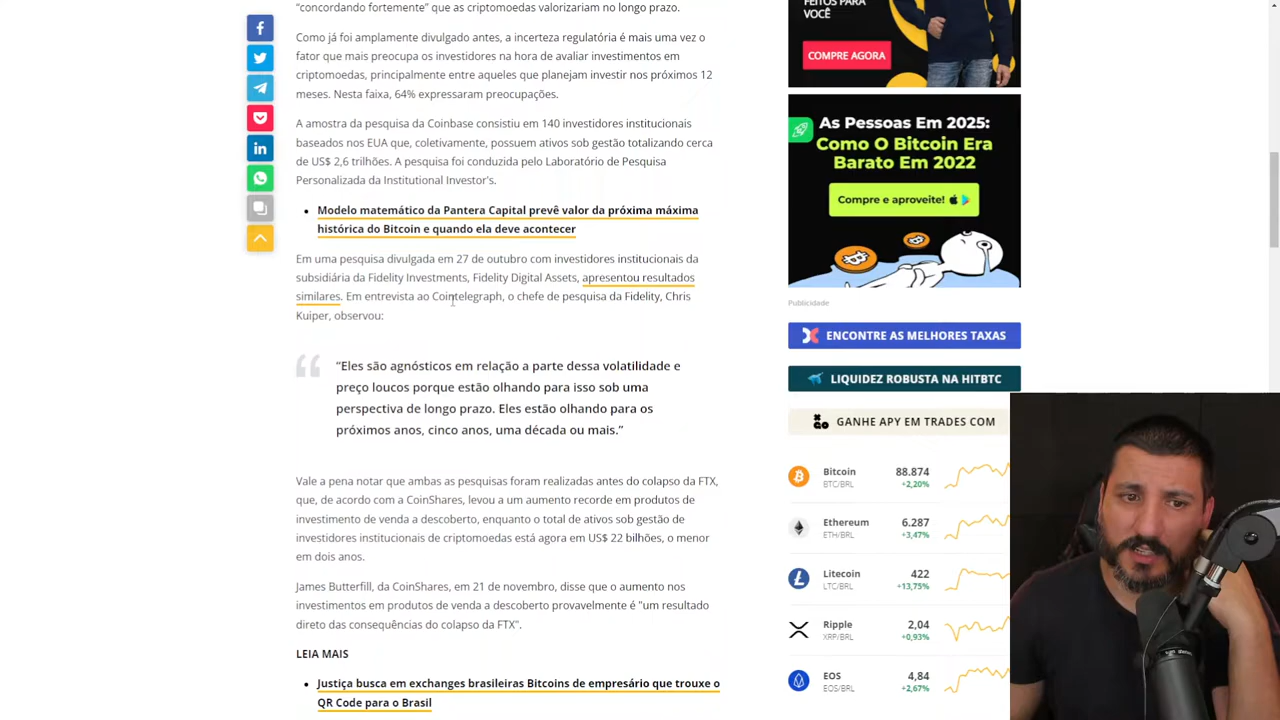 “concordando fortemente” que as criptomoedas valorizariam no longo prazo.
Como já foi amplamente divulgado antes, a incerteza regulatória é mais uma vez o
fator que mais preocupa os investidores na hora de avaliar investimentos em
criptomoedas, principalmente entre aqueles que planejam investir nos próximos 12
meses. Nesta faixa, 64% expressaram preocupações.
A amostra da pesquisa da Coinbase consistiu em 140 investidores institucionais
baseados nos EUA que, coletivamente, possuem ativos sob gestão totalizando cerca
de US$ 2,6 trilhões. A pesquisa foi conduzida pelo Laboratório de Pesquisa
Personalizada da Institutional Investor's.
Modelo matemático da Pantera Capital prevê valor da próxima máxima
histórica do Bitcoin e quando ela deve acontecer
Em uma pesquisa divulgada em 27 de outubro com investidores institucionais da
subsidiária da Fidelity Investments, Fidelity Digital Assets, apresentou resultados
similares. Em entrevista ao Cointelegraph, o chefe de pesquisa da Fidelity, Chris
Kuiper, observou:
“Eles são agnósticos em relação a parte dessa volatilidade e
preço loucos porque estão olhando para isso sob uma
perspectiva de longo prazo. Eles estão olhando para os
próximos anos, cinco anos, uma década ou mais.”
Vale a pena notar que ambas as pesquisas foram realizadas antes do colapso da FTX,
que, de acordo com a CoinShares, levou a um aumento recorde em produtos de
investimento de venda a descoberto, enquanto o total de ativos sob gestão de
investidores institucionais de criptomoedas está agora em US$ 22 bilhões, o menor
em dois anos.
James Butterfill, da CoinShares, em 21 de novembro, disse que o aumento nos
investimentos em produtos de venda a descoberto provavelmente é "um resultado
direto das consequências do colapso da FTX".
LEIA MAIS
Justiça busca em exchanges brasileiras Bitcoins de empresário que trouxe o
QR Code para o Brasil
FEITOS PARA
VOCÊ
COMPRE AGORA
As Pessoas Em 2025:
Como O Bitcoin Era
Barato Em 2022
Compre e aproveite!
Publicidade
ENCONTRE AS MELHORES TAXAS
LIQUIDEZ ROBUSTA NA HITBTC
GANHE APY EM TRADES COM
Bitcoin 88.874
BTC/BRL +2,20%
Ethereum 6.287
ETH/BRL +3,47%
Litecoin 422
LTC/BRL +13,75%
Ripple 2,04
XRP/BRL +0,93%
EOS 4,84
EOS/BRL +2,67%